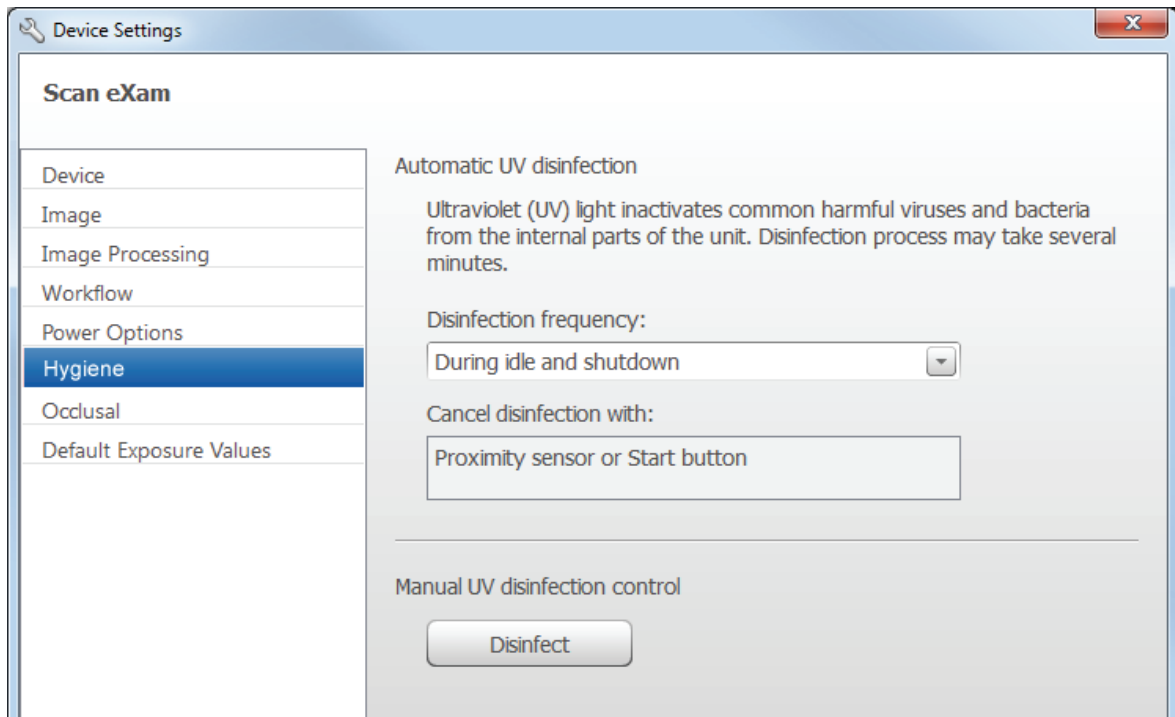 Device Settings
Scan eXam
Device
Image
Image Processing
Workflow
Power Options
Hygiene
Occlusal
Default Exposure Values
Automatic UV disinfection
Ultraviolet (UV) light inactivates common harmful viruses and bacteria
from the internal parts of the unit. Disinfection process may take several
minutes.
Disinfection frequency:
During idle and shutdown
Cancel disinfection with:
Proximity sensor or Start button
Manual UV disinfection control
Disinfect